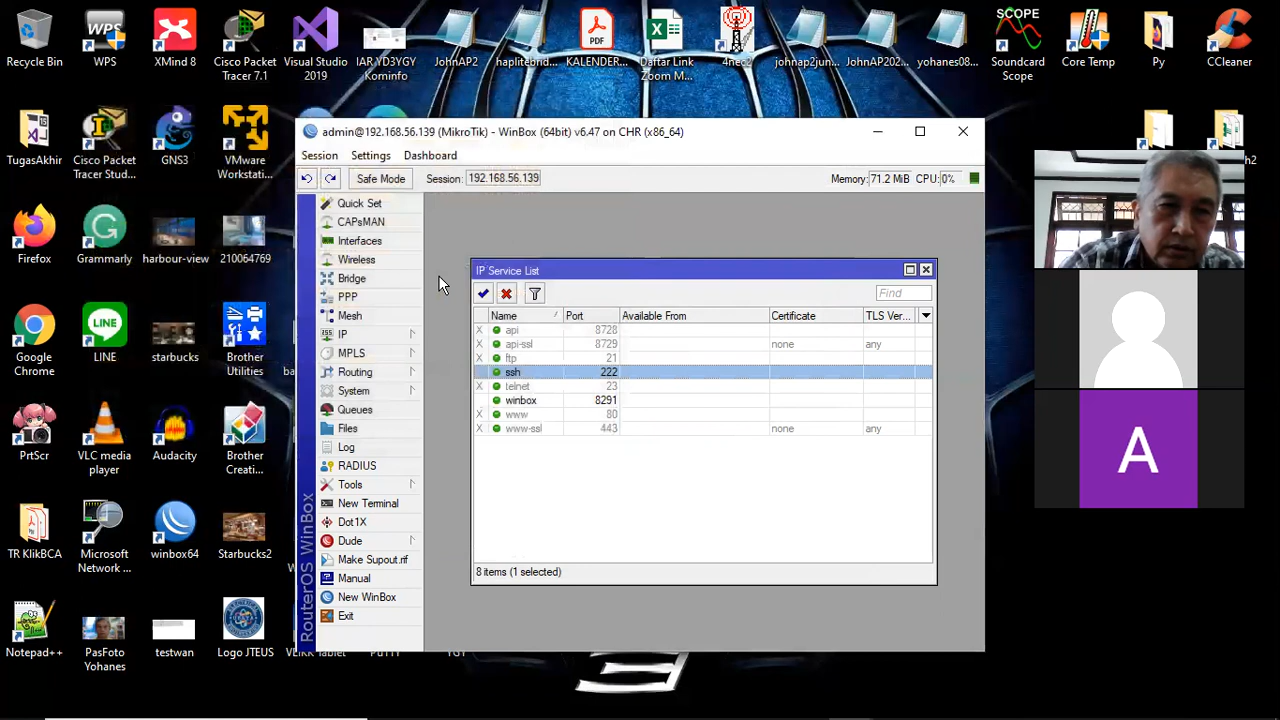 Recycle Bin
WPS
XMind 8
Cisco Packet
Tracer 7.1
Visual Studio
2019
IAR YD3YGY
Kominfo
JohnAP2
haplitebrid...
PDF
KALENDER...
Daftar Link
Zoom M...
4nec2
johnap2jun...
JohnAP202...
yohanes08...
SCOPE
Soundcard
Scope
Core Temp
Py
CCleaner
TugasAkhir
Cisco Packet
Tracer Stud...
GNS3
VMware
Workstati...
Firefox
Grammarly
harbour-view
210064769
Google
Chrome
LINE
starbucks
Brother
Utilities
PrtScr
VLC media
player
Audacity
Brother
Creati...
TR KlikBCA
Microsoft
Network ...
winbox64
Starbucks2
Notepad++
PasFoto
Yohanes
testwan
Logo JTEUS
admin@192.168.56.139 (MikroTik) - WinBox (64bit) v6.47 on CHR (x86_64)
Session Settings Dashboard
Safe Mode Session: 192.168.56.139 Memory: 71.2 MiB CPU: 0%
RouterOS WinBox
Quick Set
CAPsMAN
Interfaces
Wireless
Bridge
PPP
Mesh
IP
MPLS
Routing
System
Queues
Files
Log
RADIUS
Tools
New Terminal
Dot1X
Dude
Make Supout.rif
Manual
New WinBox
Exit
IP Service List
Find
Name Port Available From Certificate TLS Ver...
X api 8728
X api-ssl 8729 none any
X ftp 21
ssh 222
X telnet 23
winbox 8291
X www 80
X www-ssl 443 none any
8 items (1 selected)
A